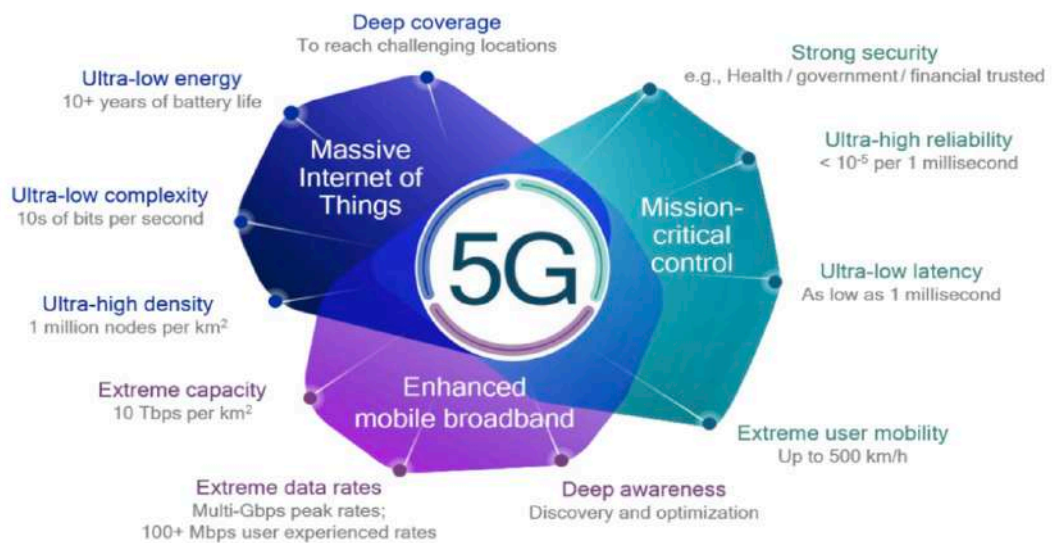 Deep coverage
To reach challenging locations
Strong security
e.g., Health / government / financial trusted
Ultra-low energy
10+ years of battery life
Ultra-high reliability
< 10⁻⁵ per 1 millisecond
Massive
Internet of
Things
Ultra-low complexity
10s of bits per second
5G
Mission-
critical
control
Ultra-low latency
As low as 1 millisecond
Ultra-high density
1 million nodes per km²
Extreme capacity
10 Tbps per km²
Enhanced
mobile broadband
Extreme user mobility
Up to 500 km/h
Extreme data rates
Multi-Gbps peak rates;
100+ Mbps user experienced rates
Deep awareness
Discovery and optimization